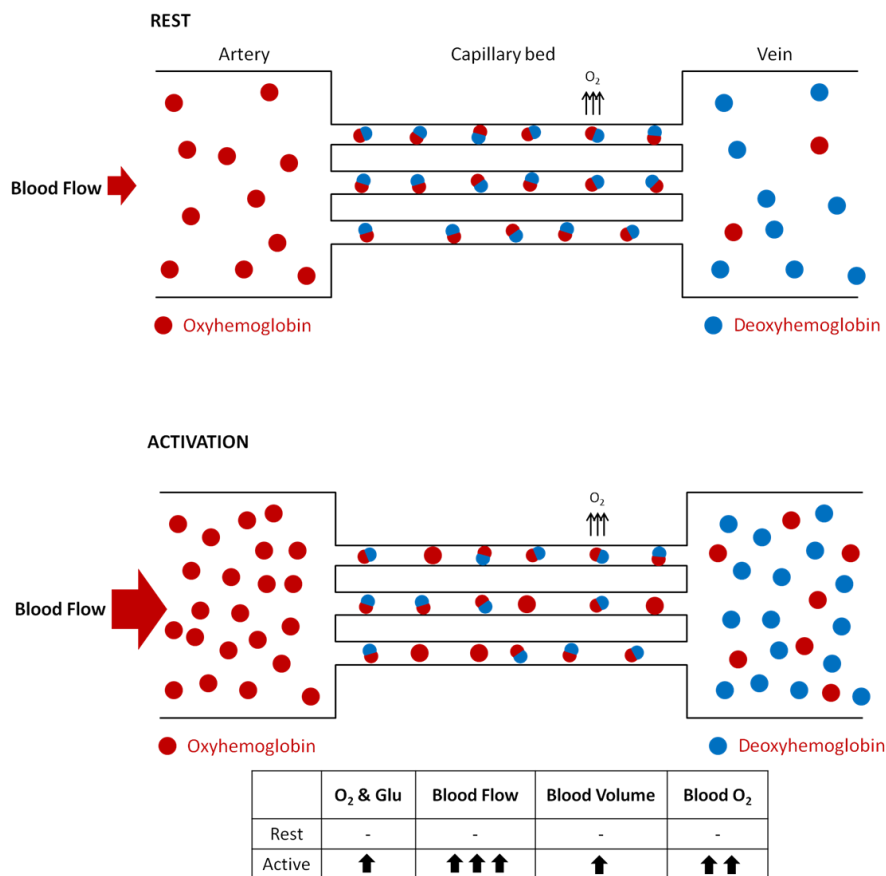 REST
Artery Capillary bed Vein
O₂
Blood Flow
Oxyhemoglobin Deoxyhemoglobin
ACTIVATION
O₂
Blood Flow
Oxyhemoglobin Deoxyhemoglobin
O₂ & Glu Blood Flow Blood Volume Blood O₂
Rest - - - -
Active